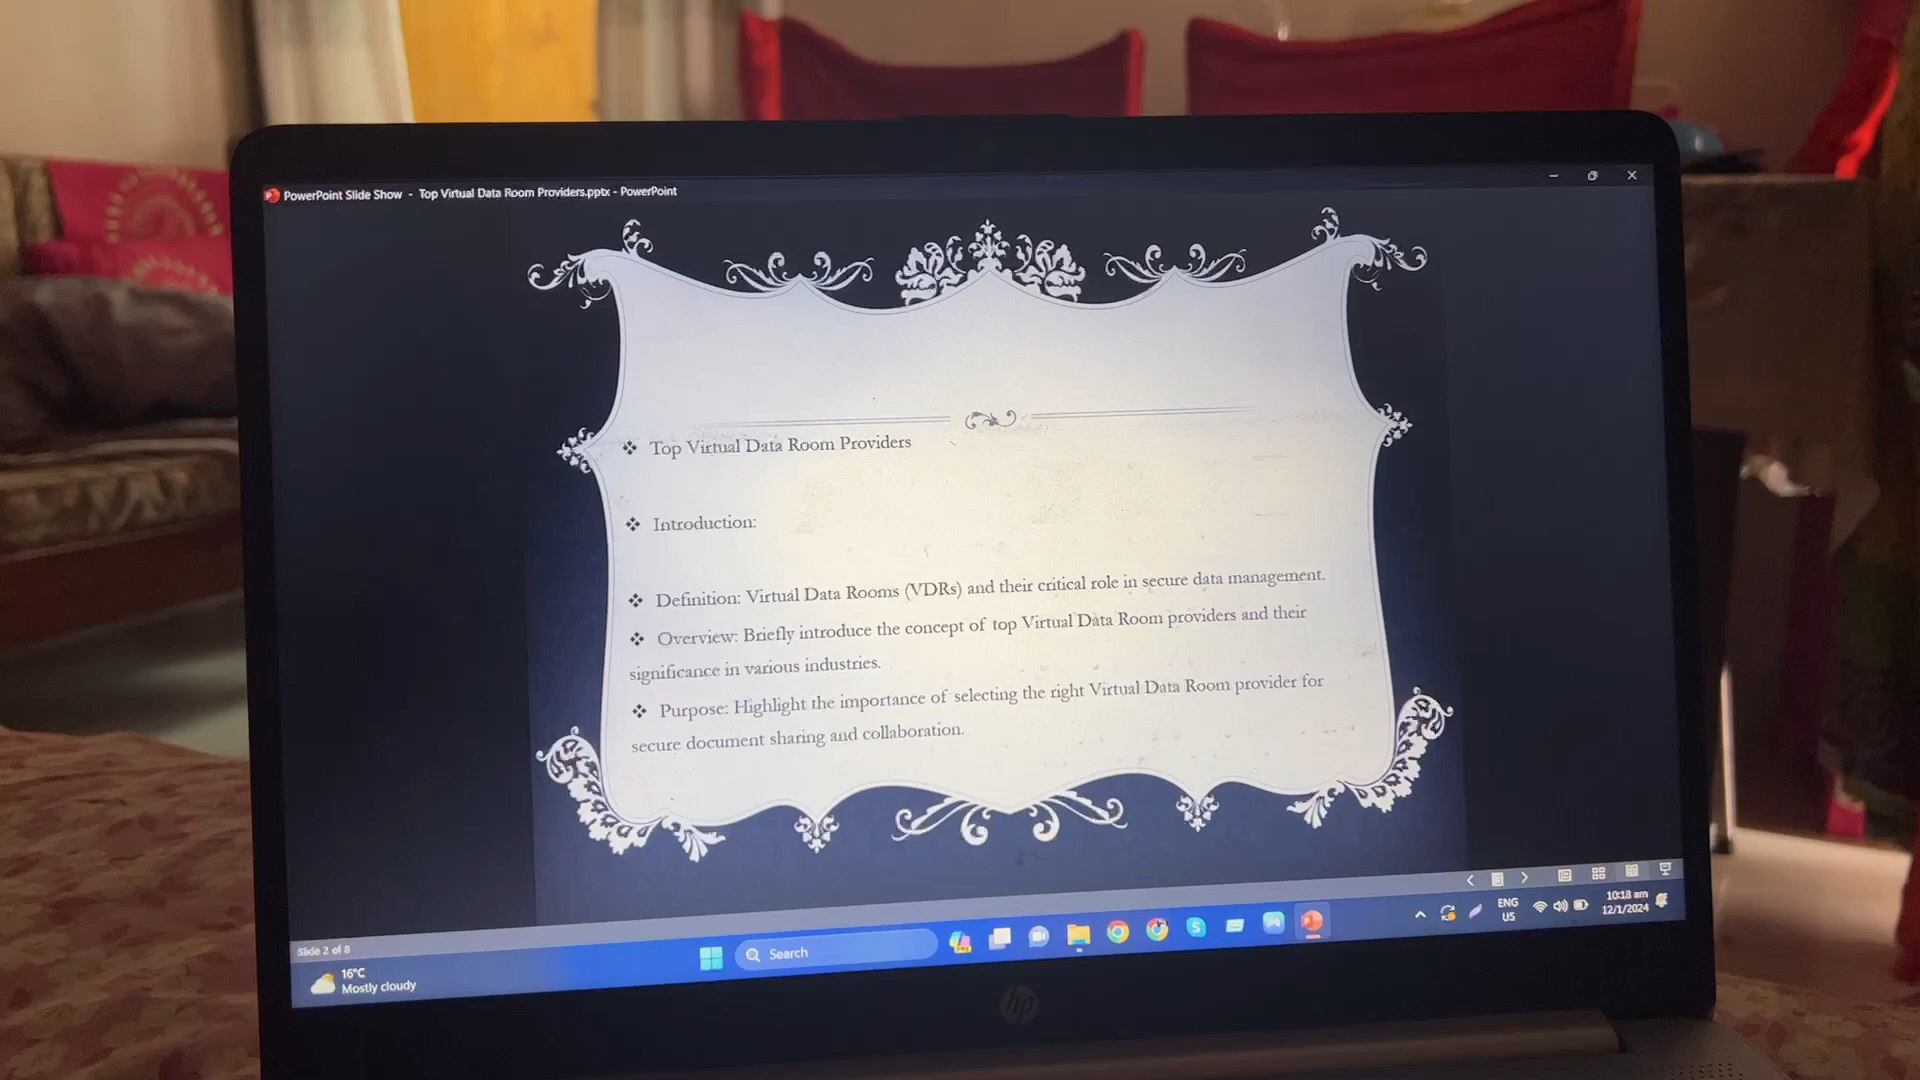 PowerPoint Slide Show - Top Virtual Data Room Providers.pptx - PowerPoint
❖ Top Virtual Data Room Providers
❖ Introduction:
❖ Definition: Virtual Data Rooms (VDRs) and their critical role in secure data management.
❖ Overview: Briefly introduce the concept of top Virtual Data Room providers and their
significance in various industries.
❖ Purpose: Highlight the importance of selecting the right Virtual Data Room provider for
secure document sharing and collaboration.
Slide 2 of 8
16°C
Mostly cloudy
Search
ENG
US
10:18 am
12/1/2024
hp